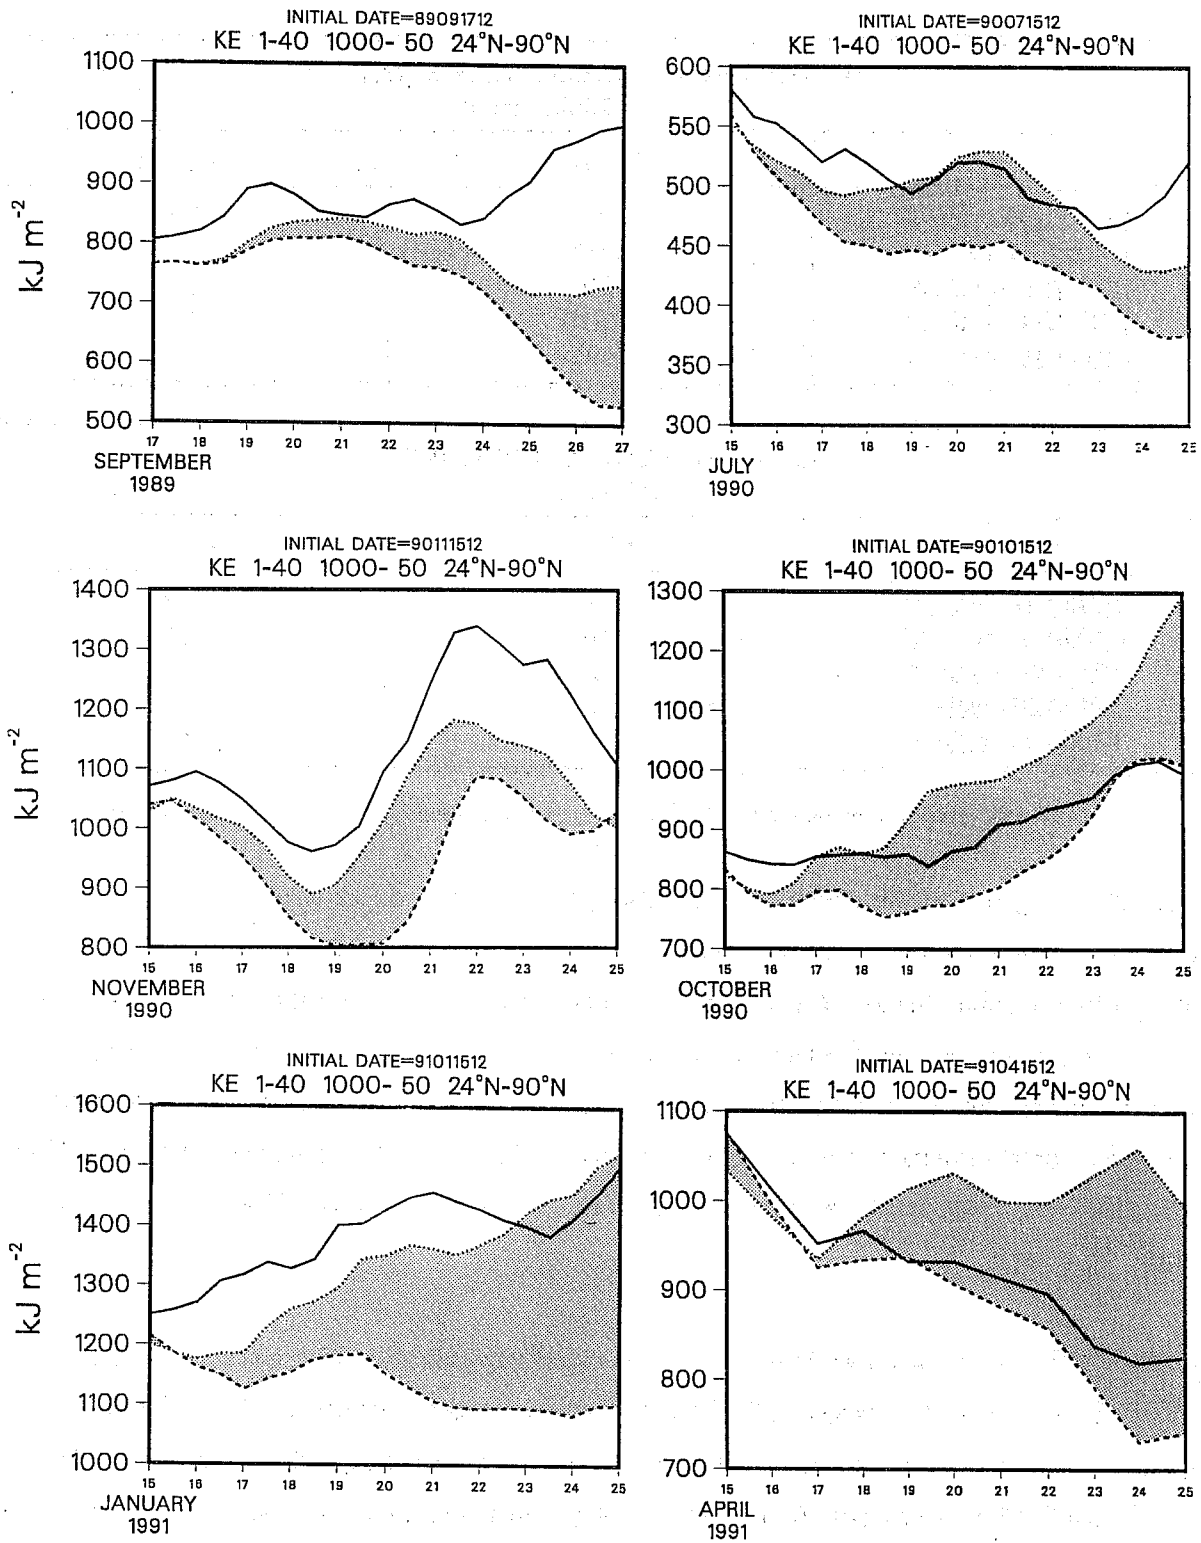 INITIAL DATE=89091712
KE 1-40 1000- 50 24°N-90°N
1100
1000
900
800
700
600
500
kJ m-2
17 18 19 20 21 22 23 24 25 26 27
SEPTEMBER
1989
INITIAL DATE=90071512
KE 1-40 1000- 50 24°N-90°N
600
550
500
450
400
350
300
15 16 17 18 19 20 21 22 23 24 25
JULY
1990
INITIAL DATE=90111512
KE 1-40 1000- 50 24°N-90°N
1400
1300
1200
1100
1000
900
800
kJ m-2
15 16 17 18 19 20 21 22 23 24 25
NOVEMBER
1990
INITIAL DATE=90101512
KE 1-40 1000- 50 24°N-90°N
1300
1200
1100
1000
900
800
700
15 16 17 18 19 20 21 22 23 24 25
OCTOBER
1990
INITIAL DATE=91011512
KE 1-40 1000- 50 24°N-90°N
1600
1500
1400
1300
1200
1100
1000
kJ m-2
15 16 17 18 19 20 21 22 23 24 25
JANUARY
1991
INITIAL DATE=91041512
KE 1-40 1000- 50 24°N-90°N
1100
1000
900
800
700
15 16 17 18 19 20 21 22 23 24 25
APRIL
1991